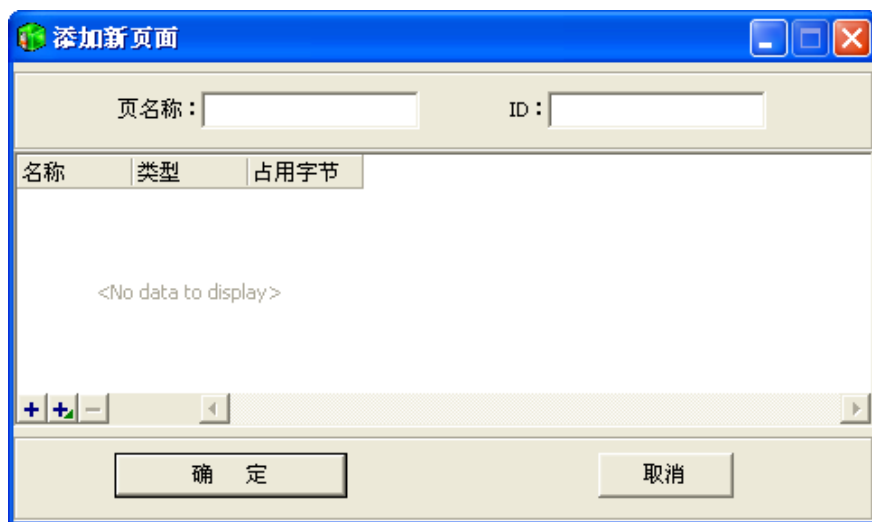 添加新页面
页名称： ID：
名称 类型 占用字节
<No data to display>
确 定 取消